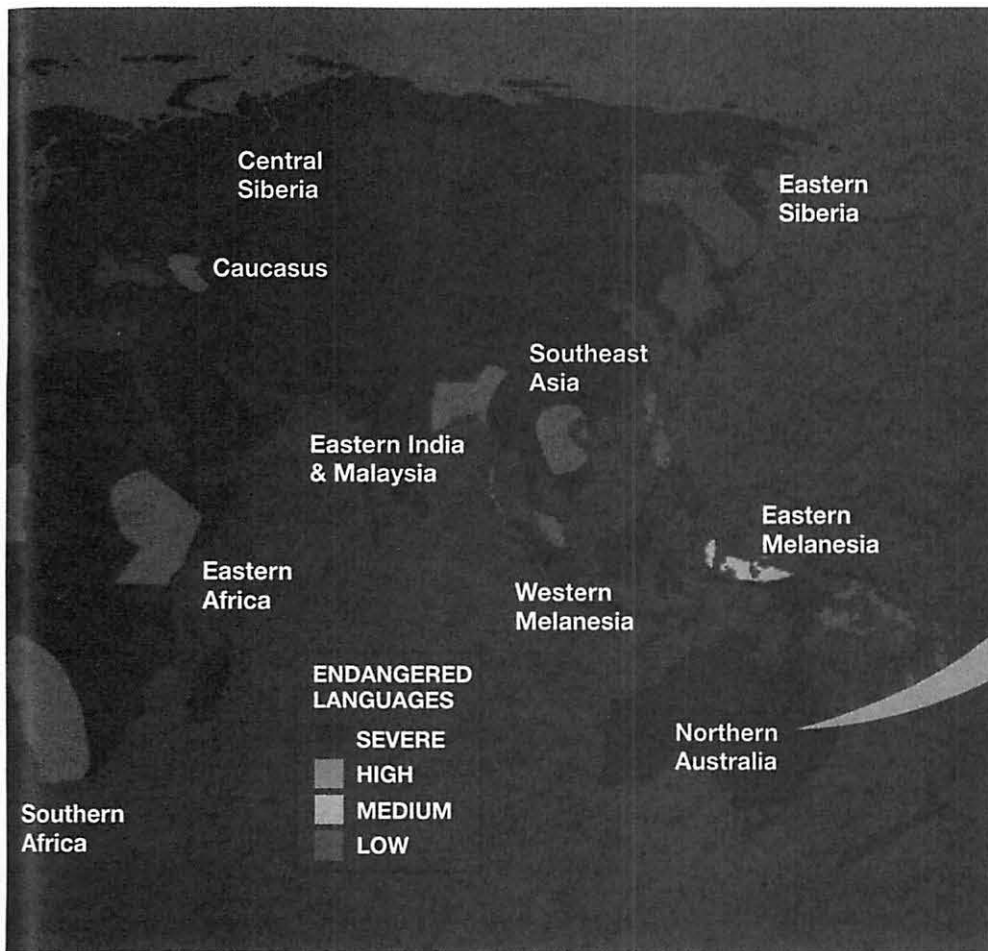 Central
Siberia
Eastern
Siberia
Caucasus
Southeast
Asia
Eastern India
& Malaysia
Eastern
Melanesia
Eastern
Africa
Western
Melanesia
ENDANGERED
LANGUAGES
SEVERE
HIGH
MEDIUM
LOW
Northern
Australia
Southern
Africa